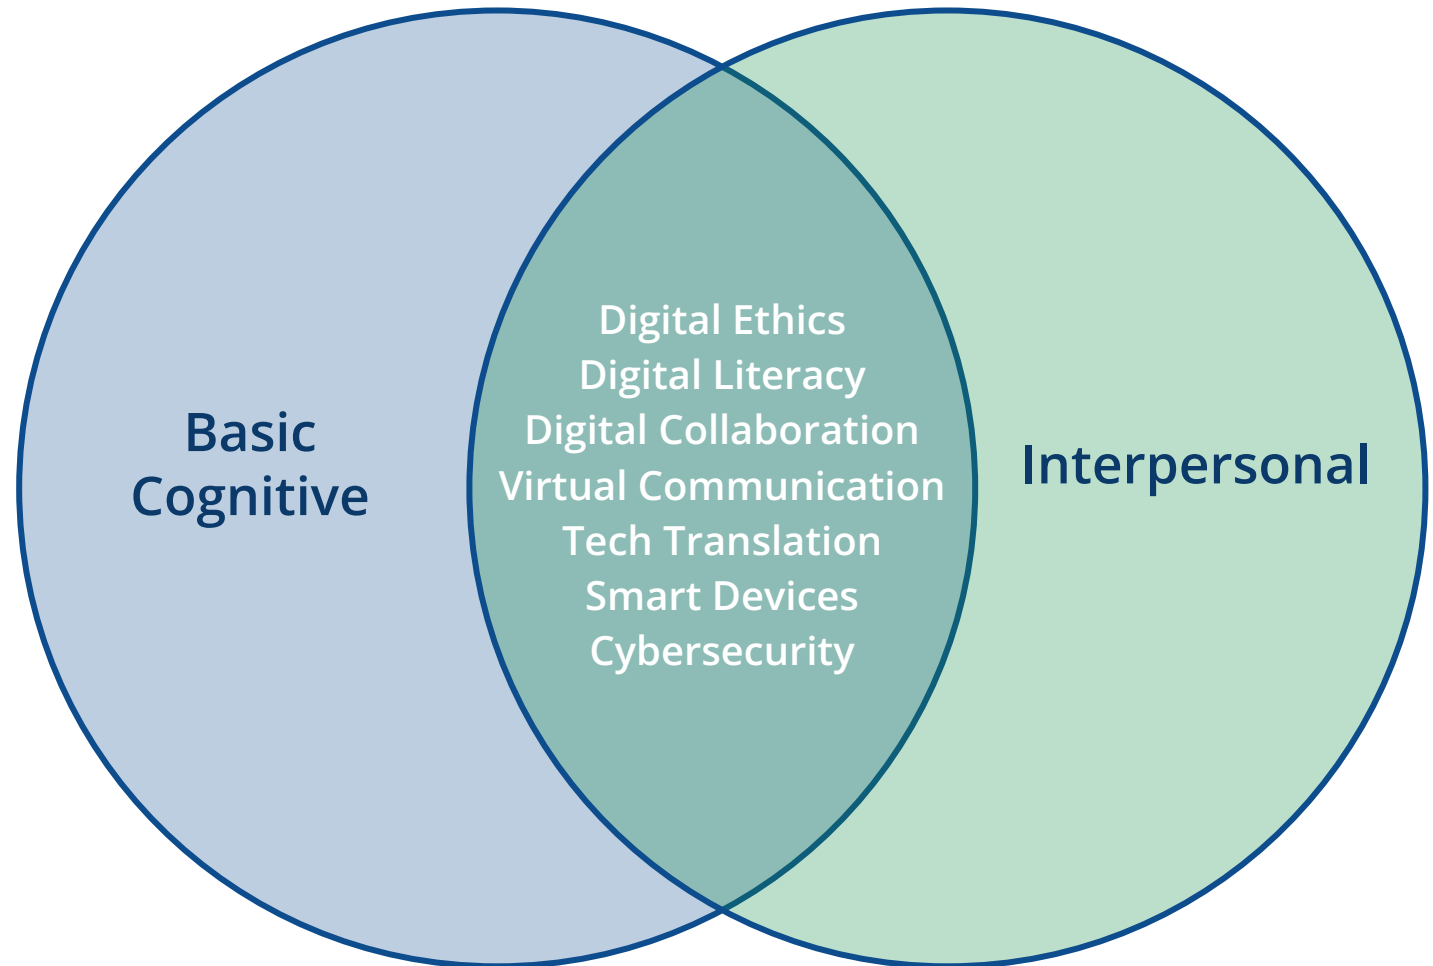 Basic
Cognitive
Digital Ethics
Digital Literacy
Digital Collaboration
Virtual Communication
Tech Translation
Smart Devices
Cybersecurity
Interpersonal